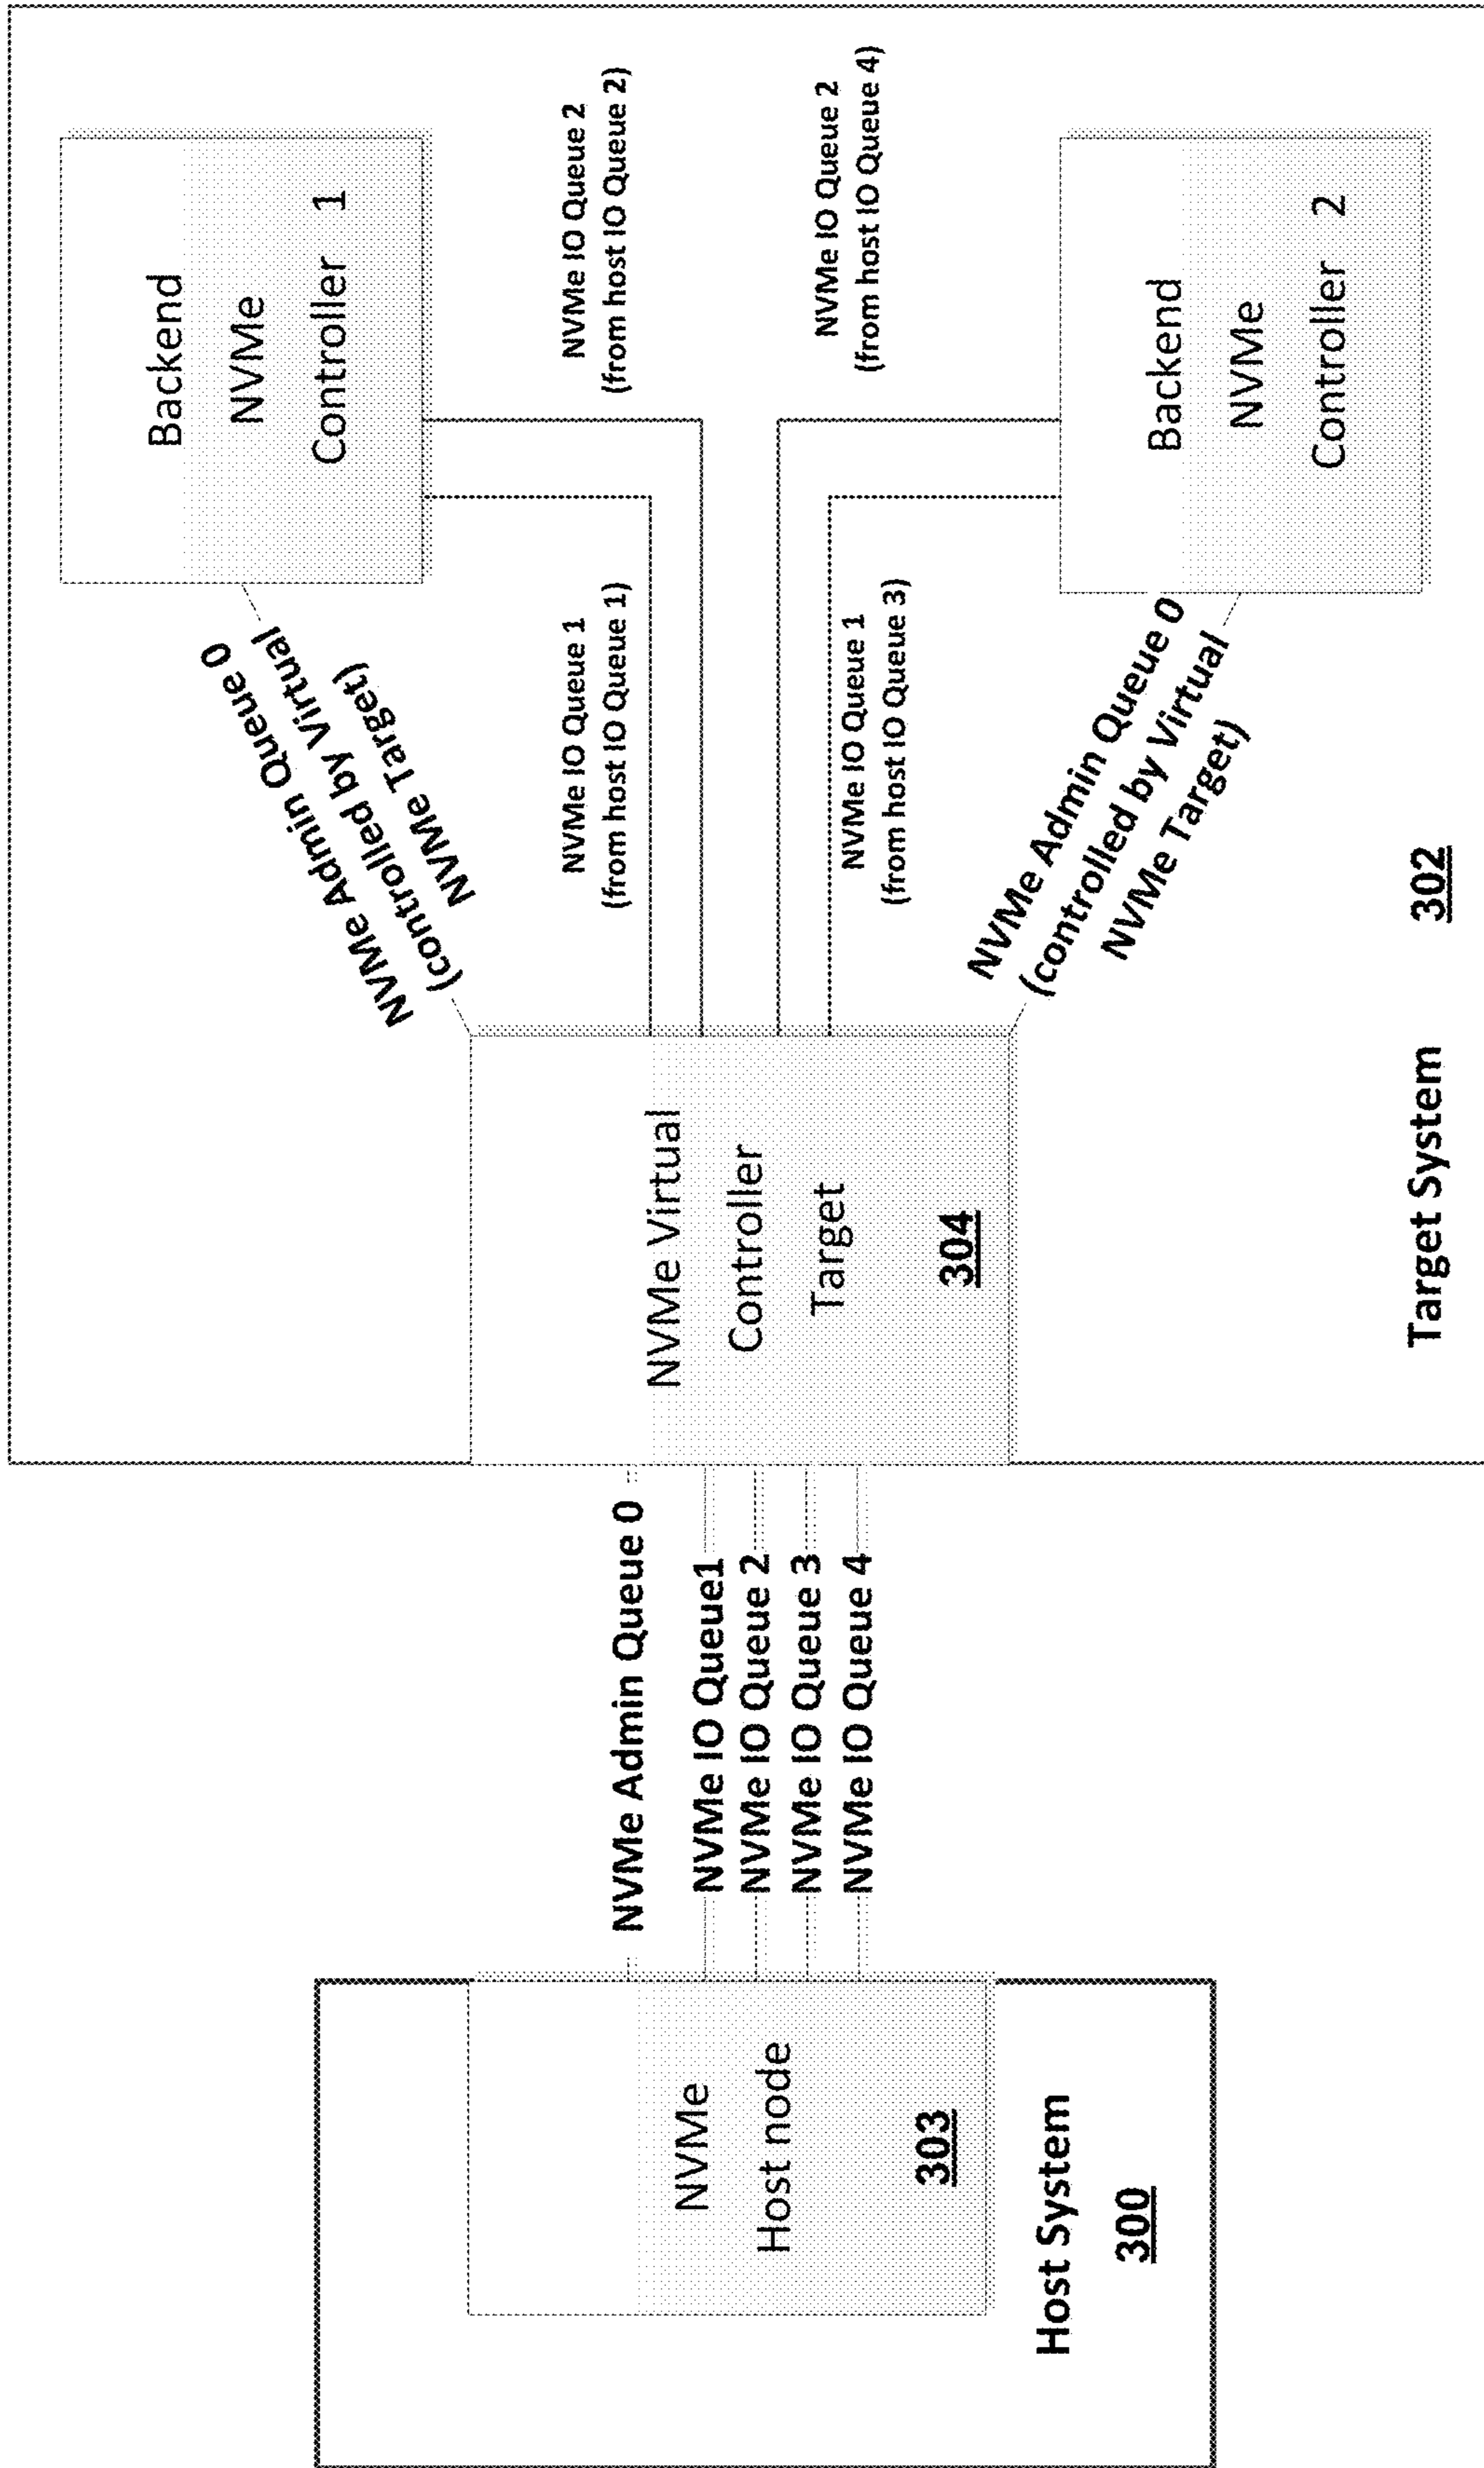 Host System
300
NVMe
Host node
303
NVMe Admin Queue 0
NVMe IO Queue1
NVMe IO Queue 2
NVMe IO Queue 3
NVMe IO Queue 4
NVMe Virtual
Controller
Target
304
NVMe Admin Queue 0
(controlled by Virtual
NVMe Target)
Backend
NVMe
Controller 1
NVMe IO Queue 1
(from host IO Queue 1)
NVMe IO Queue 2
(from host IO Queue 2)
NVMe IO Queue 1
(from host IO Queue 3)
NVMe IO Queue 2
(from host IO Queue 4)
NVMe Admin Queue 0
(controlled by Virtual
NVMe Target)
Backend
NVMe
Controller 2
Target System
302